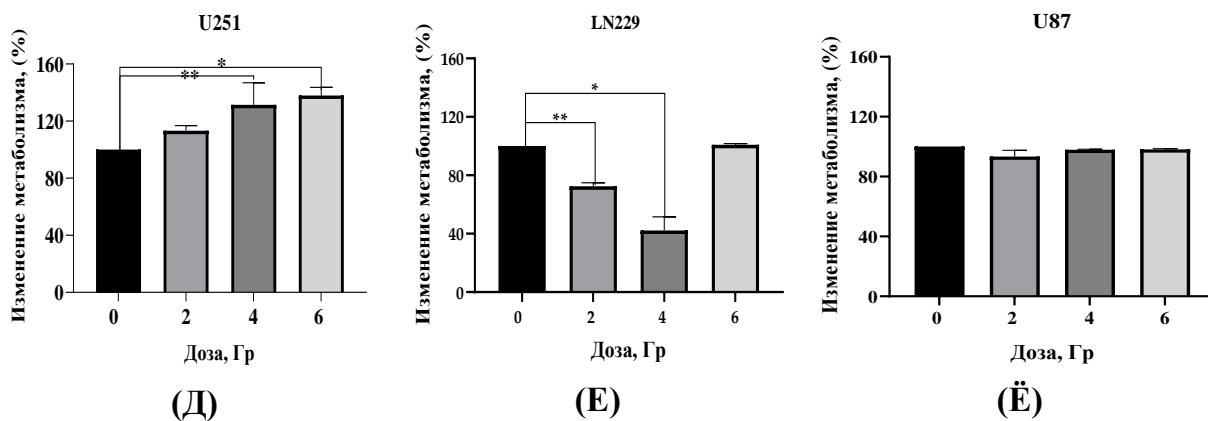 U251
Изменение метаболизма, (%)
160
120
80
40
0
*
**
0 2 4 6
Доза, Гр
(Д)
LN229
Изменение метаболизма, (%)
160
120
80
40
0
*
**
0 2 4 6
Доза, Гр
(Е)
U87
Изменение метаболизма, (%)
160
120
80
40
0
0 2 4 6
Доза, Гр
(Ё)